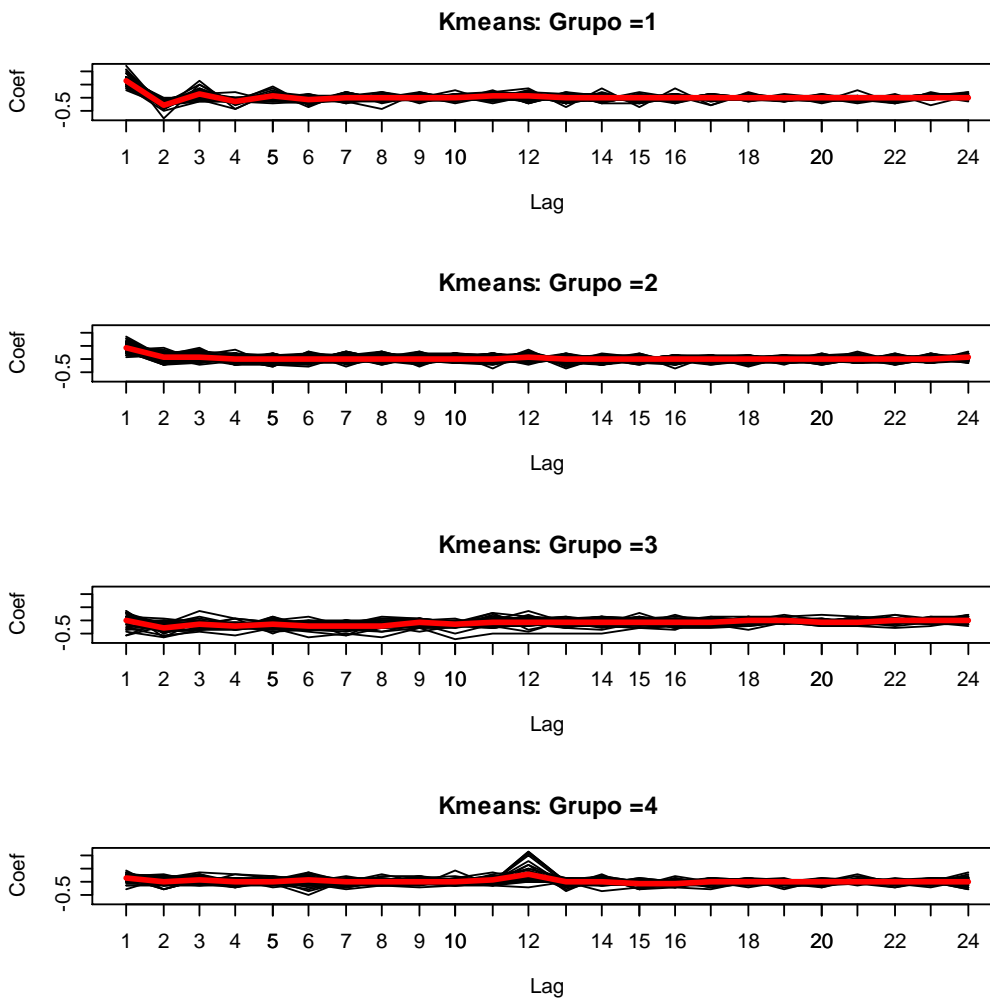 Kmeans: Grupo =1
Coef
-0.5
1 2 3 4 5 6 7 8 9 10 12 14 15 16 18 20 22 24
Lag
Kmeans: Grupo =2
Coef
-0.5
1 2 3 4 5 6 7 8 9 10 12 14 15 16 18 20 22 24
Lag
Kmeans: Grupo =3
Coef
-0.5
1 2 3 4 5 6 7 8 9 10 12 14 15 16 18 20 22 24
Lag
Kmeans: Grupo =4
Coef
-0.5
1 2 3 4 5 6 7 8 9 10 12 14 15 16 18 20 22 24
Lag